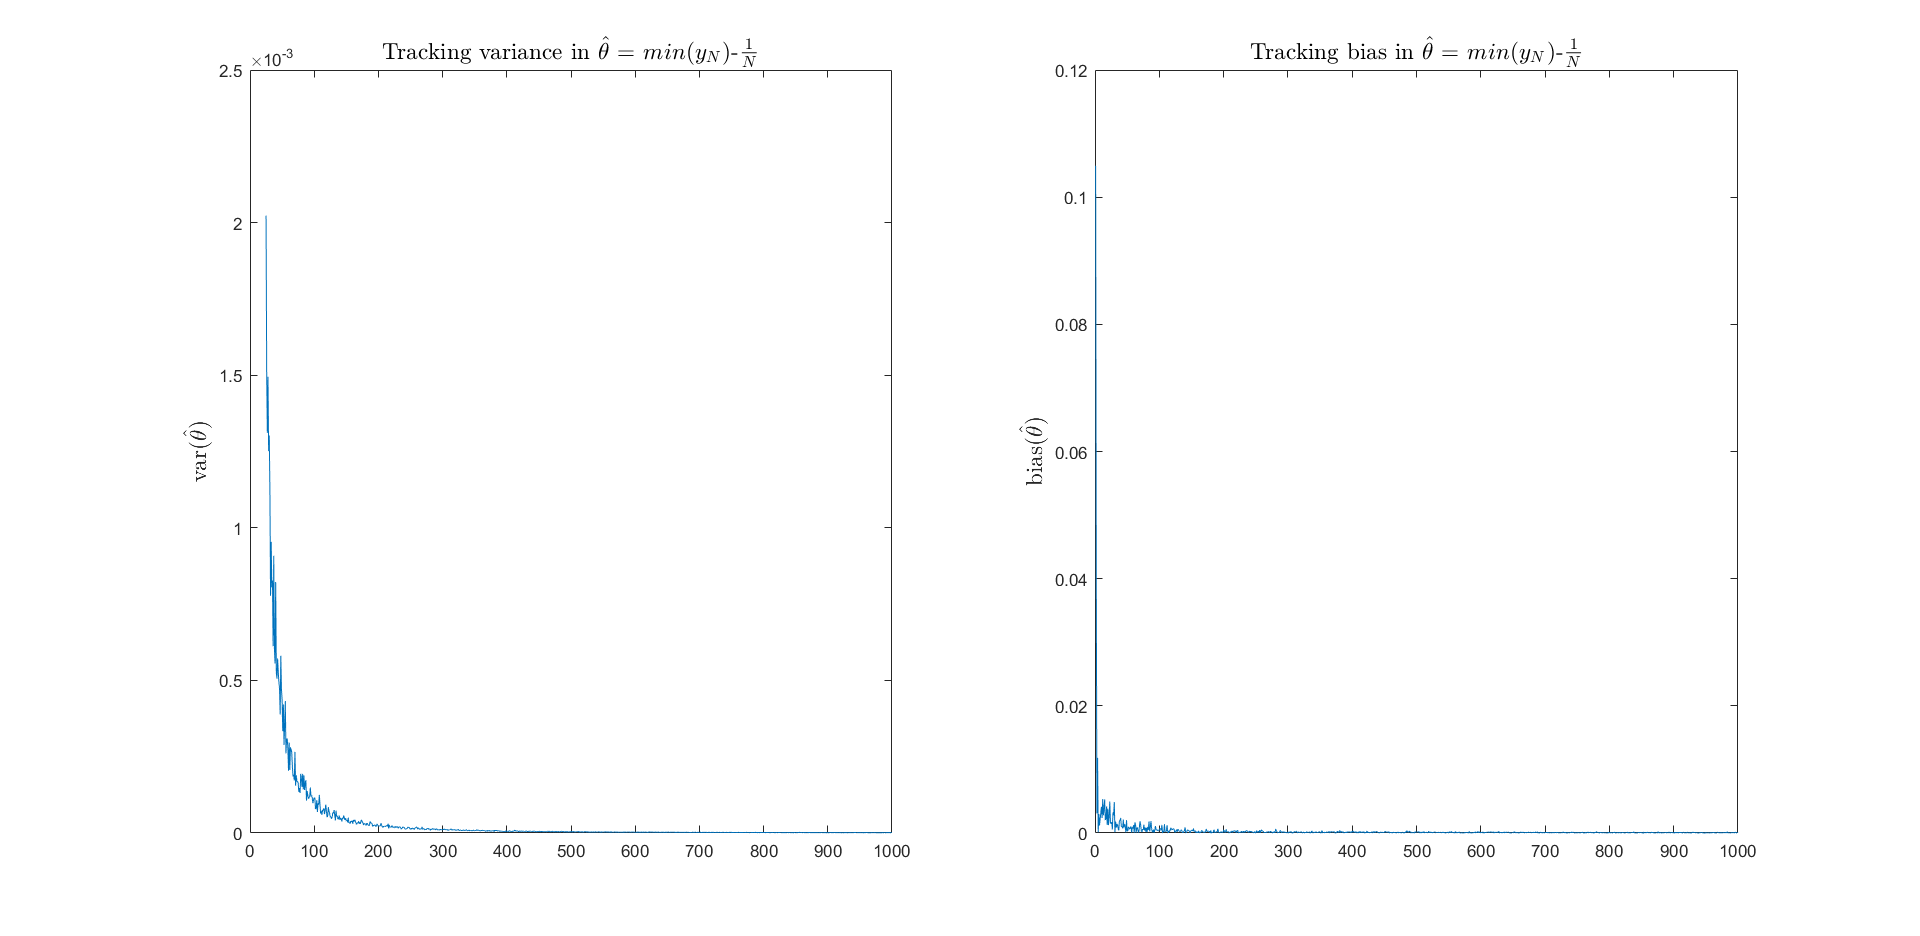 Tracking variance in θ̂ = min(y_N)-1/N
×10^-3
2.5
2
1.5
1
0.5
0
var(θ̂)
0 100 200 300 400 500 600 700 800 900 1000
Tracking bias in θ̂ = min(y_N)-1/N
0.12
0.1
0.08
0.06
0.04
0.02
0
bias(θ̂)
0 100 200 300 400 500 600 700 800 900 1000